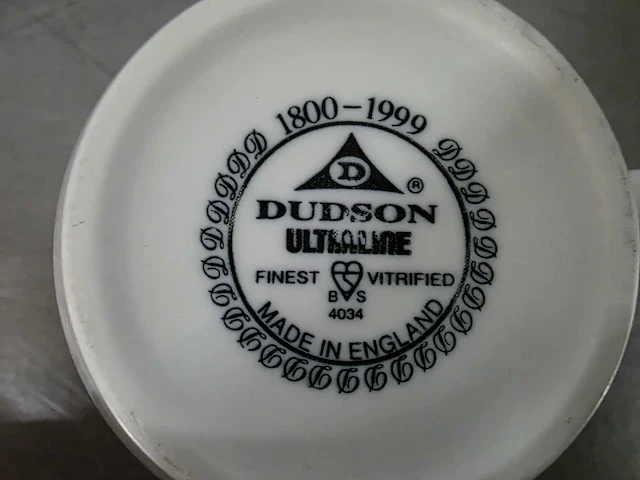 1800-1999
D
®
DUDSON
ULTRALINE
FINEST VITRIFIED
B S
4034
MADE IN ENGLAND
D D D D D D D D D D D D D D D D D D D D D D D D D D D D D D